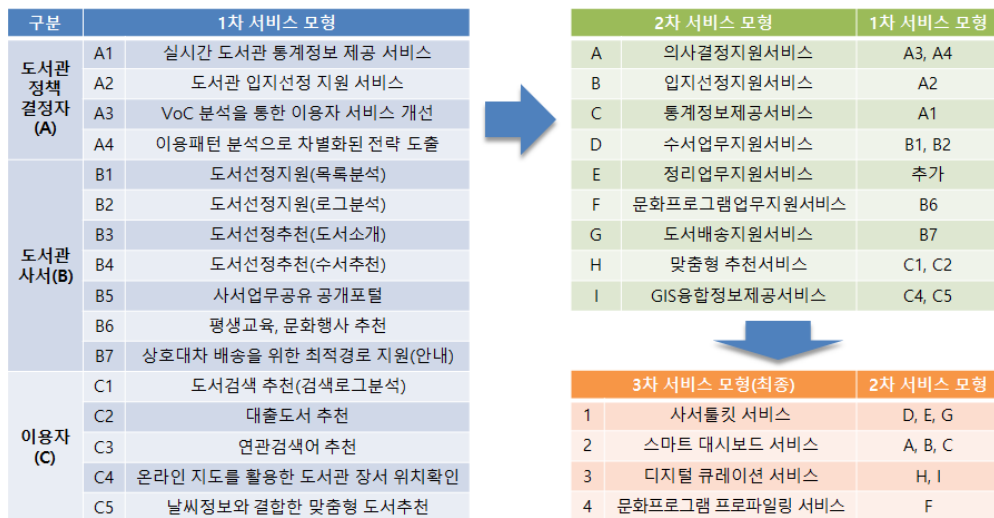 구분 1차 서비스 모형
도서관 정책 결정자 (A)
A1 실시간 도서관 통계정보 제공 서비스
A2 도서관 입지선정 지원 서비스
A3 VoC 분석을 통한 이용자 서비스 개선
A4 이용패턴 분석으로 차별화된 전략 도출
도서관 사서(B)
B1 도서선정지원(목록분석)
B2 도서선정지원(로그분석)
B3 도서선정추천(도서소개)
B4 도서선정추천(수서추천)
B5 사서업무공유 공개포털
B6 평생교육, 문화행사 추천
B7 상호대차 배송을 위한 최적경로 지원(안내)
이용자 (C)
C1 도서검색 추천(검색로그분석)
C2 대출도서 추천
C3 연관검색어 추천
C4 온라인 지도를 활용한 도서관 장서 위치확인
C5 날씨정보와 결합한 맞춤형 도서추천
2차 서비스 모형 1차 서비스 모형
A 의사결정지원서비스 A3, A4
B 입지선정지원서비스 A2
C 통계정보제공서비스 A1
D 수서업무지원서비스 B1, B2
E 정리업무지원서비스 추가
F 문화프로그램업무지원서비스 B6
G 도서배송지원서비스 B7
H 맞춤형 추천서비스 C1, C2
I GIS융합정보제공서비스 C4, C5
3차 서비스 모형(최종) 2차 서비스 모형
1 사서툴킷 서비스 D, E, G
2 스마트 대시보드 서비스 A, B, C
3 디지털 큐레이션 서비스 H, I
4 문화프로그램 프로파일링 서비스 F